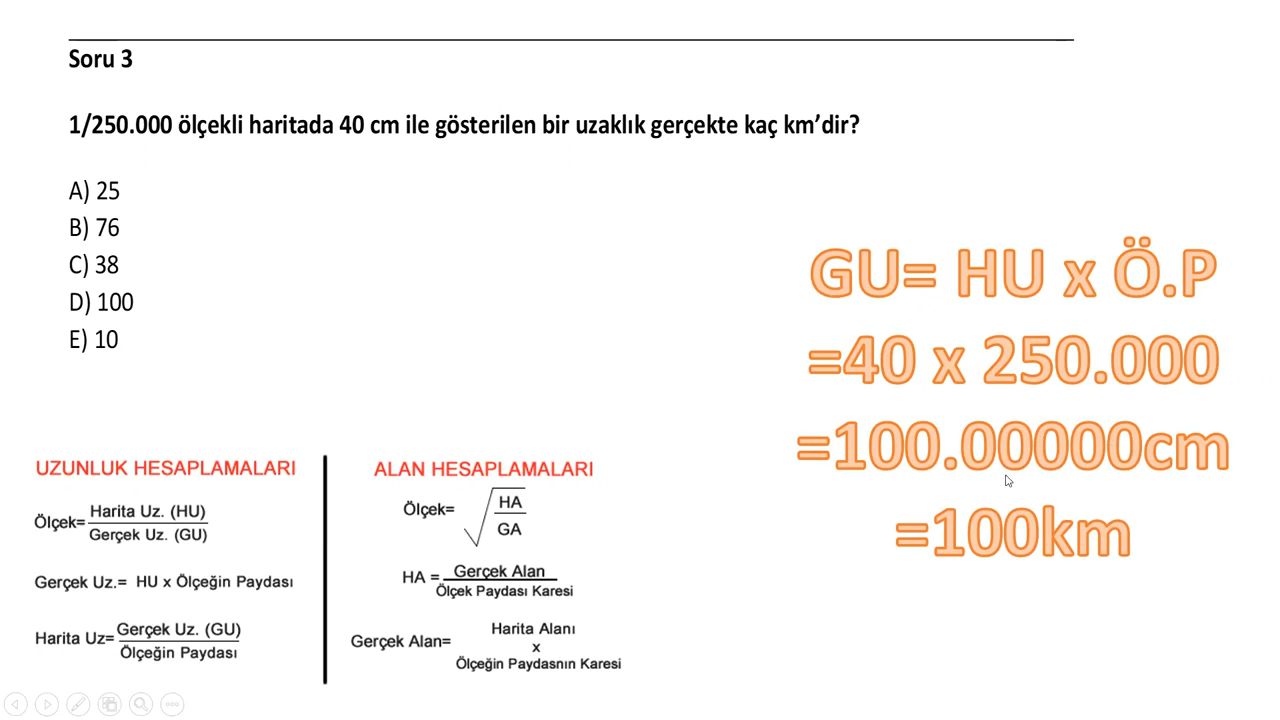 Soru 3
1/250.000 ölçekli haritada 40 cm ile gösterilen bir uzaklık gerçekte kaç km’dir?
A) 25
B) 76
C) 38
D) 100
E) 10
GU= HU x Ö.P
=40 x 250.000
=100.00000cm
=100km
UZUNLUK HESAPLAMALARI
Ölçek= Harita Uz. (HU)
Gerçek Uz. (GU)
Gerçek Uz.= HU x Ölçeğin Paydası
Harita Uz= Gerçek Uz. (GU)
Ölçeğin Paydası
ALAN HESAPLAMALARI
Ölçek= √ HA
GA
HA = Gerçek Alan
Ölçek Paydası Karesi
Gerçek Alan= Harita Alanı
x
Ölçeğin Paydasnın Karesi